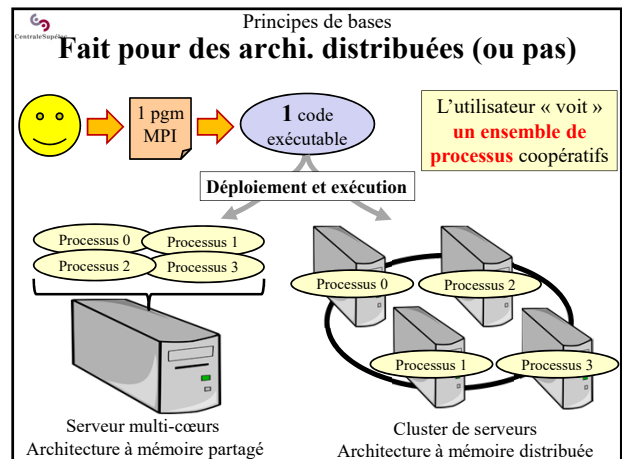 CentraleSupélec
Principes de bases
Fait pour des archi. distribuées (ou pas)
1 pgm
MPI
1 code
exécutable
L'utilisateur « voit »
un ensemble de
processus coopératifs
Déploiement et exécution
Processus 0
Processus 1
Processus 2
Processus 3
Processus 0
Processus 2
Processus 1
Processus 3
Serveur multi-cœurs
Architecture à mémoire partagé
Cluster de serveurs
Architecture à mémoire distribuée